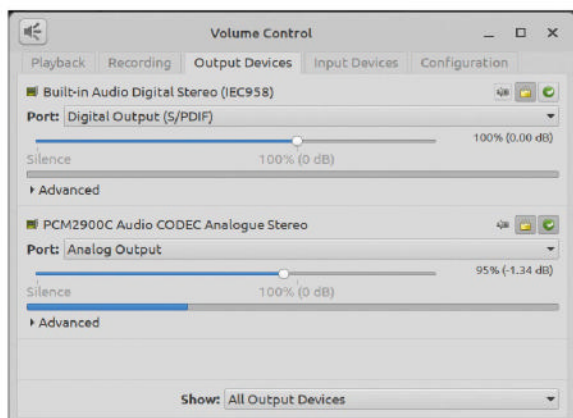 Volume Control
Playback Recording Output Devices Input Devices Configuration
Built-in Audio Digital Stereo (IEC958)
Port: Digital Output (S/PDIF)
100% (0.00 dB)
Silence 100% (0 dB)
Advanced
PCM2900C Audio CODEC Analogue Stereo
Port: Analog Output
95% (-1.34 dB)
Silence 100% (0 dB)
Advanced
Show: All Output Devices